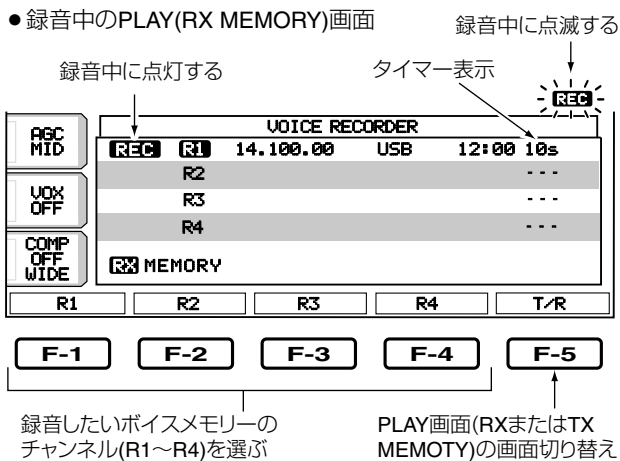 ●録音中のPLAY(RX MEMORY)画面
録音中に点滅する
録音中に点灯する
タイマー表示
REC
AGC
MID
VOX
OFF
COMP
OFF
WIDE
VOICE RECORDER
REC R1 14.100.00 USB 12:00 10s
R2 ---
R3 ---
R4 ---
RX MEMORY
R1 R2 R3 R4 T/R
F-1 F-2 F-3 F-4 F-5
録音したいボイスメモリーの
チャンネル(R1〜R4)を選ぶ
PLAY画面(RXまたはTX
MEMOTY)の画面切り替え